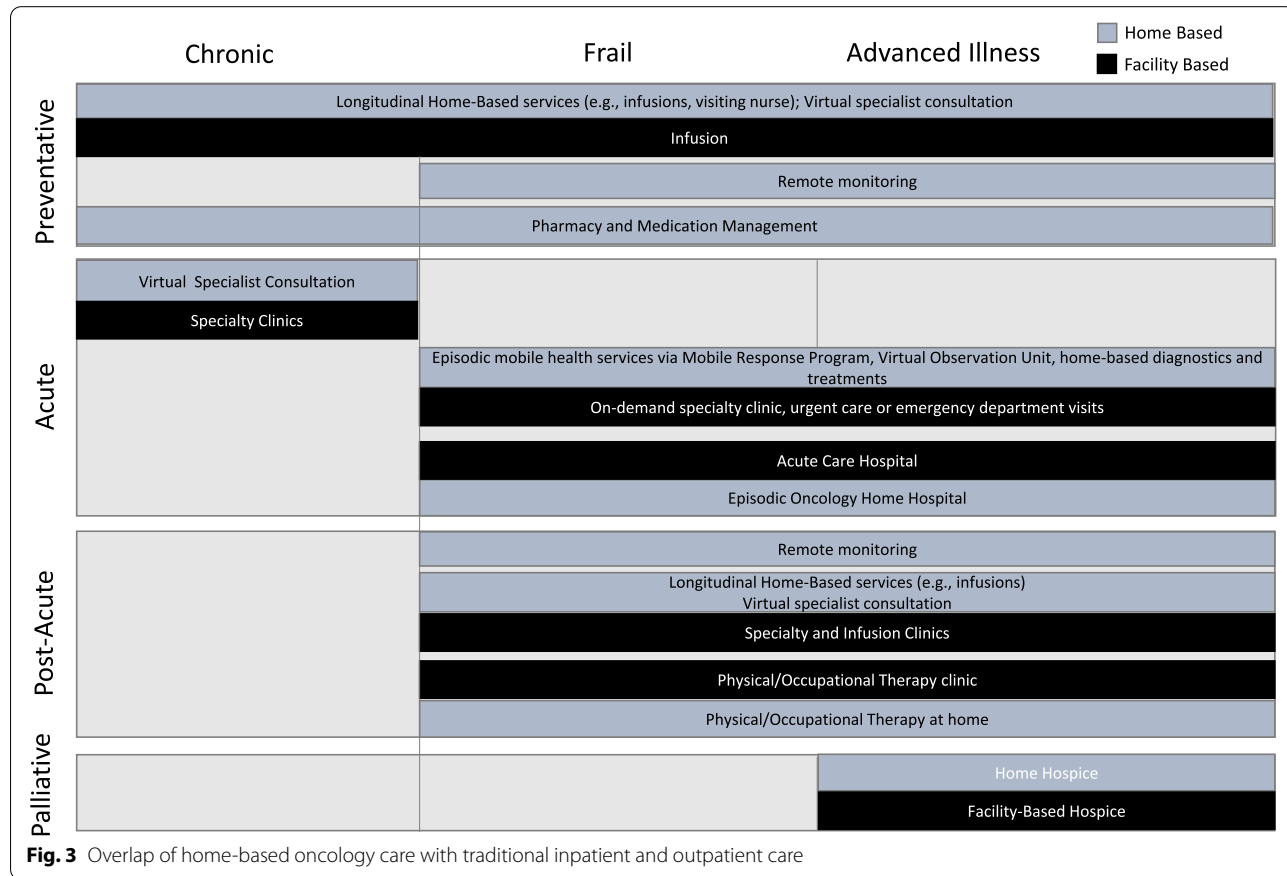 Chronic
Frail
Advanced Illness
Home Based
Facility Based
Preventative
Longitudinal Home-Based services (e.g., infusions, visiting nurse); Virtual specialist consultation
Infusion
Remote monitoring
Pharmacy and Medication Management
Acute
Virtual Specialist Consultation
Specialty Clinics
Episodic mobile health services via Mobile Response Program, Virtual Observation Unit, home-based diagnostics and
treatments
On-demand specialty clinic, urgent care or emergency department visits
Acute Care Hospital
Episodic Oncology Home Hospital
Post-Acute
Remote monitoring
Longitudinal Home-Based services (e.g., infusions)
Virtual specialist consultation
Specialty and Infusion Clinics
Physical/Occupational Therapy clinic
Physical/Occupational Therapy at home
Palliative
Home Hospice
Facility-Based Hospice
Fig. 3 Overlap of home-based oncology care with traditional inpatient and outpatient care